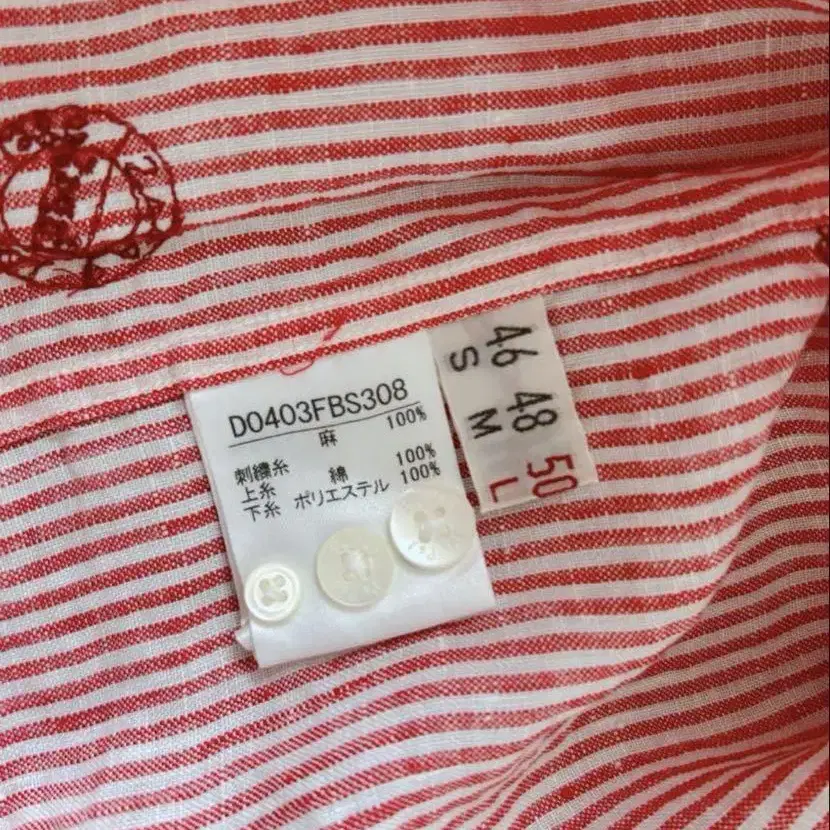 D0403FBS308
麻 100%
刺繍糸
上糸 綿 100%
下糸 ポリエステル 100%
46 48 50
S M L